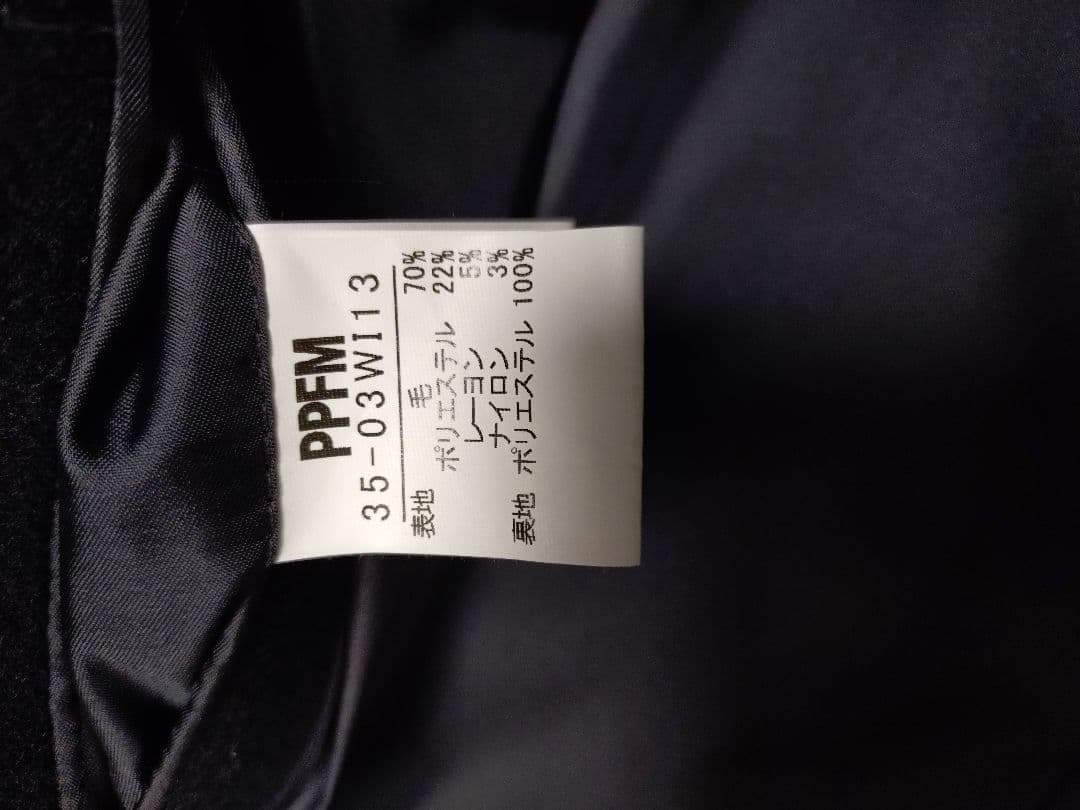 PPFM
35-03WI13
表地 毛 70%
ポリエステル 22%
レーヨン 5%
ナイロン 3%
裏地 ポリエステル 100%